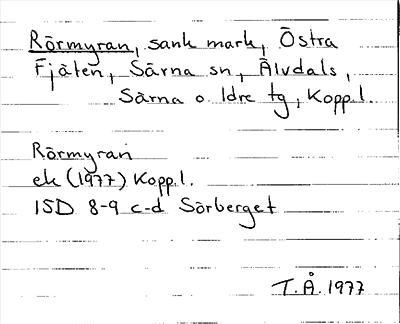 Rörmyran, sank mark, Östra
Fjäten, Särna sn, Älvdals,
Särna o Idre tg, Kopp.l.
Rörmyran
ek (1977) Kopp.l.
15D 8-9 c-d Sörberget
T.Å. 1977